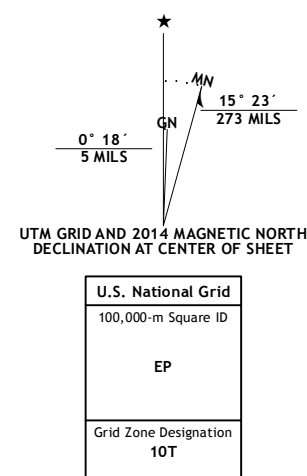 MN
15° 23´
273 MILS
GN
0° 18´
5 MILS
UTM GRID AND 2014 MAGNETIC NORTH
DECLINATION AT CENTER OF SHEET
U.S. National Grid
100,000-m Square ID
EP
Grid Zone Designation
10T